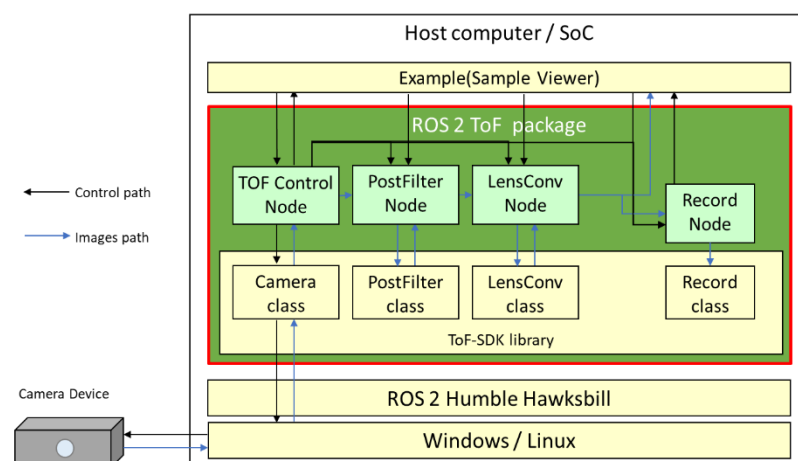 Host computer / SoC
Example(Sample Viewer)
ROS 2 ToF package
TOF Control
Node
PostFilter
Node
LensConv
Node
Record
Node
Control path
Images path
Camera
class
PostFilter
class
LensConv
class
Record
class
ToF-SDK library
Camera Device
ROS 2 Humble Hawksbill
Windows / Linux